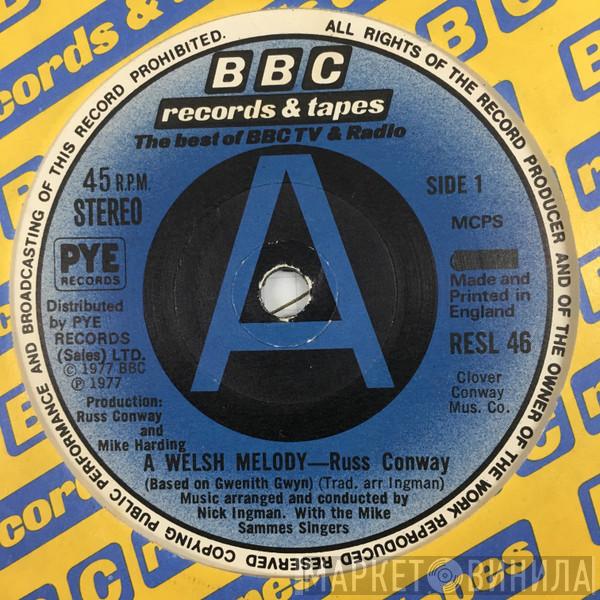 ALL RIGHTS OF THE RECORD PRODUCER AND OF THE OWNER OF THE WORK REPRODUCED RESERVED COPYING PUBLIC PERFORMANCE AND BROADCASTING OF THIS RECORD PROHIBITED.
BBC
records & tapes
The best of BBC TV & Radio
45 R.P.M.
STEREO
SIDE 1
MCPS
A
PYE
RECORDS
Made and
Printed in
England
Distributed
by PYE
RECORDS
(Sales) LTD.
© 1977 BBC
℗ 1977
RESL 46
Clover
Conway
Mus. Co.
Production:
Russ Conway
and
Mike Harding
A WELSH MELODY—Russ Conway
(Based on Gwenith Gwyn) (Trad. arr Ingman)
Music arranged and conducted by
Nick Ingman. With the Mike
Sammes Singers
МАРКЕТ ВИНИЛА